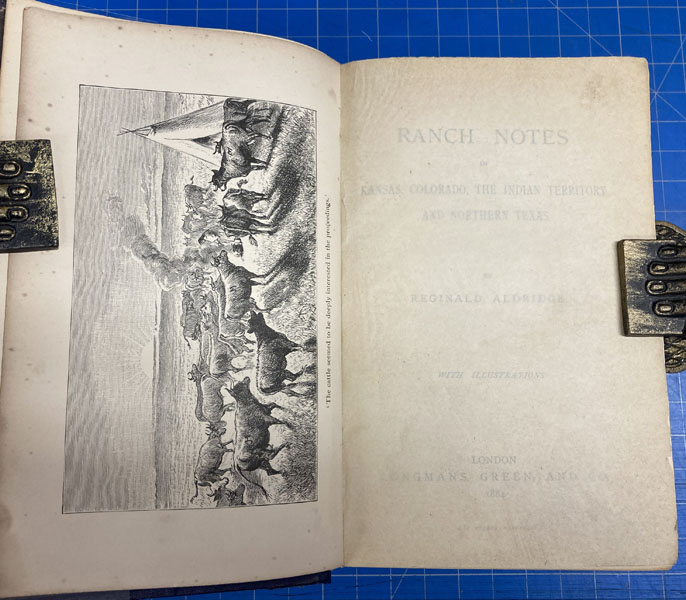 'The cattle seemed to be deeply interested in the proceedings.'
RANCH NOTES
IN
KANSAS, COLORADO, THE INDIAN TERRITORY
AND NORTHERN TEXAS
BY
REGINALD ALDRIDGE
WITH ILLUSTRATIONS
LONDON
LONGMANS, GREEN, AND CO.
1884